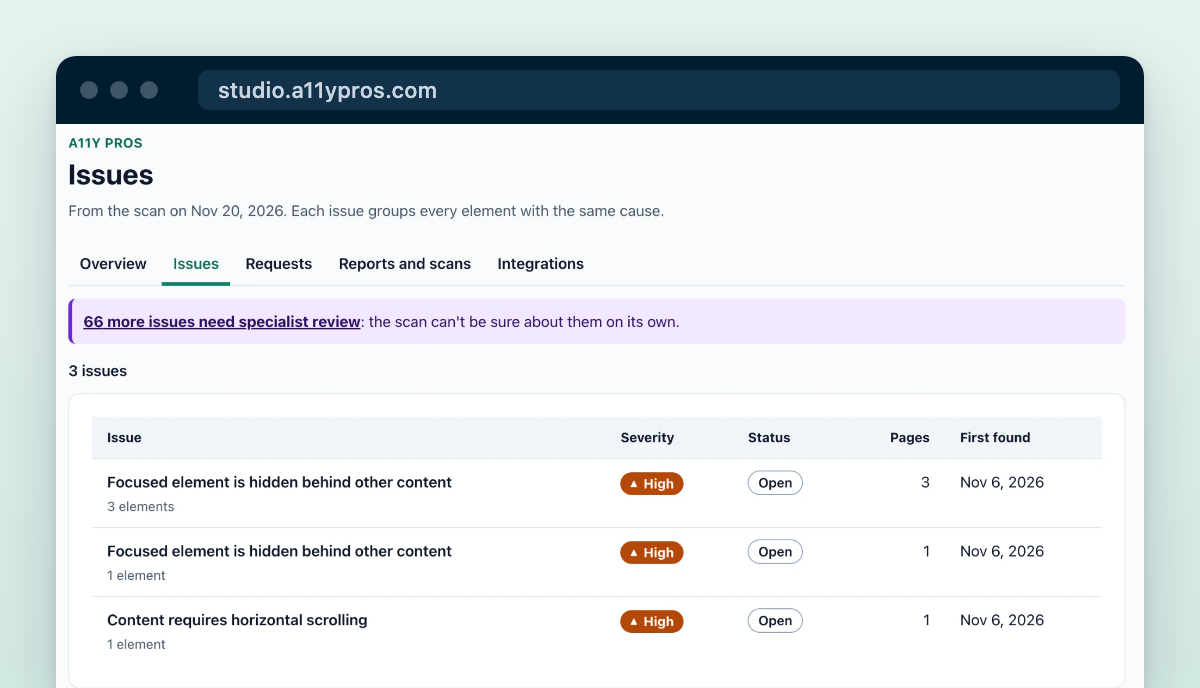 studio.a11ypros.com
A11Y PROS
Issues
From the scan on Nov 20, 2026. Each issue groups every element with the same cause.
Overview Issues Requests Reports and scans Integrations
66 more issues need specialist review: the scan can't be sure about them on its own.
3 issues
Issue Severity Status Pages First found
Focused element is hidden behind other content ▲ High Open 3 Nov 6, 2026
3 elements
Focused element is hidden behind other content ▲ High Open 1 Nov 6, 2026
1 element
Content requires horizontal scrolling ▲ High Open 1 Nov 6, 2026
1 element